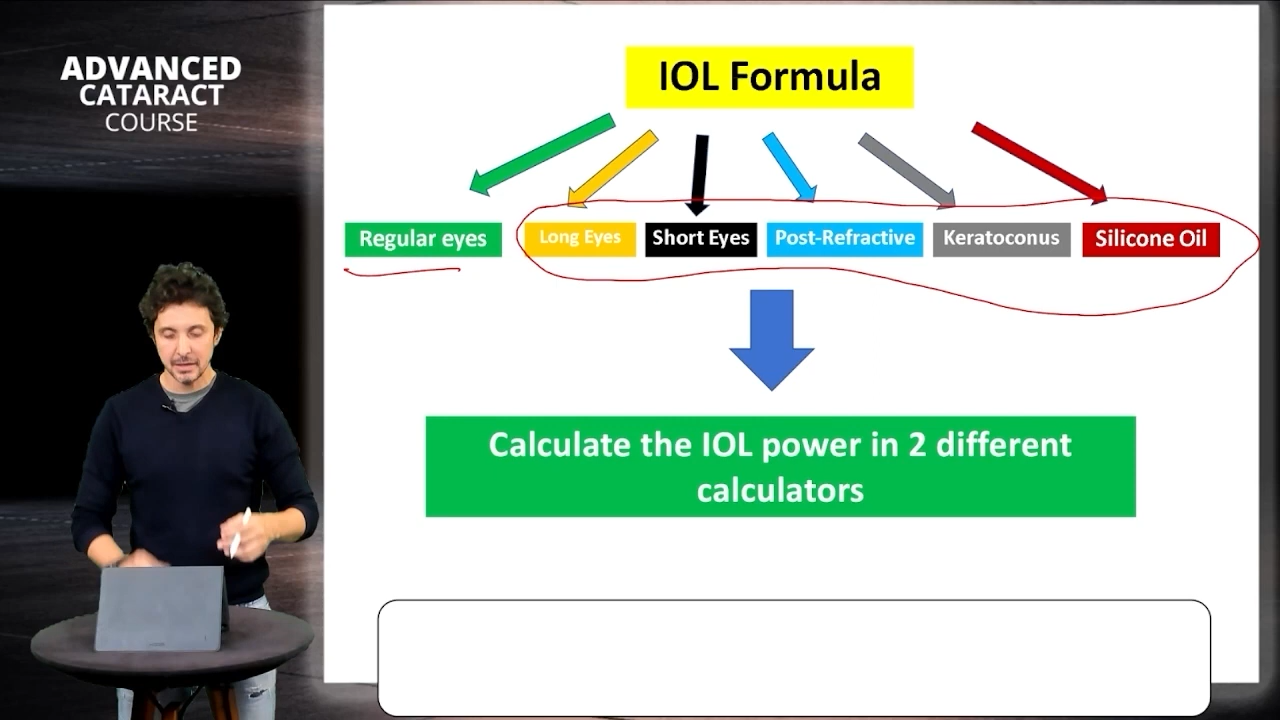 ADVANCED
CATARACT
COURSE
IOL Formula
Regular eyes
Long Eyes
Short Eyes
Post-Refractive
Keratoconus
Silicone Oil
Calculate the IOL power in 2 different
calculators